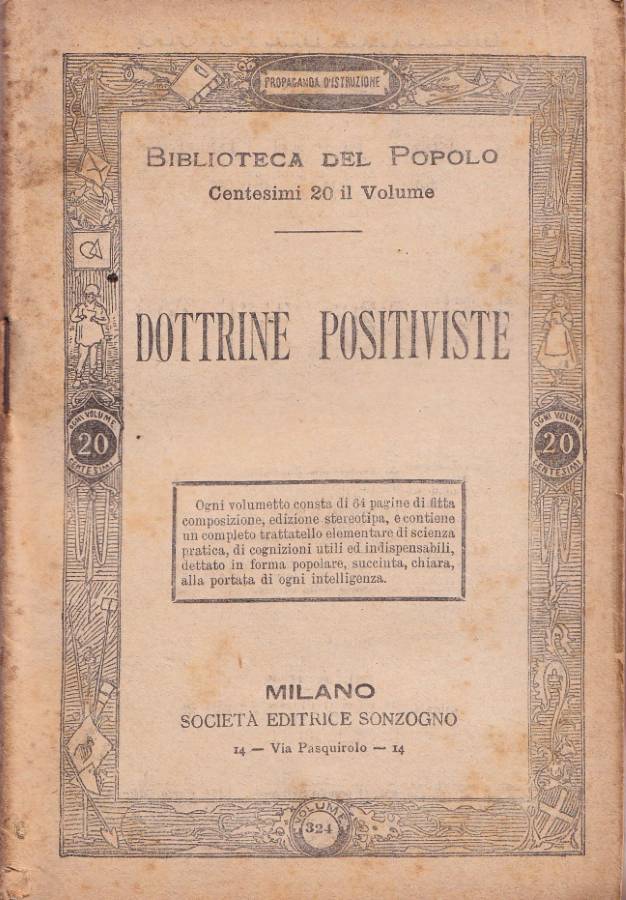 PROPAGANDA D'ISTRUZIONE
BIBLIOTECA DEL POPOLO
Centesimi 20 il Volume
DOTTRINE POSITIVISTE
OGNI VOLUME
20
CENTESIMI
OGNI VOLUME
20
CENTESIMI
Ogni volumetto consta di 64 pagine di fitta
composizione, edizione stereotipa, e contiene
un completo trattatello elementare di scienza
pratica, di cognizioni utili ed indispensabili,
dettato in forma popolare, succinta, chiara,
alla portata di ogni intelligenza.
MILANO
SOCIETÀ EDITRICE SONZOGNO
14 — Via Pasquirolo — 14
VOLUME
324